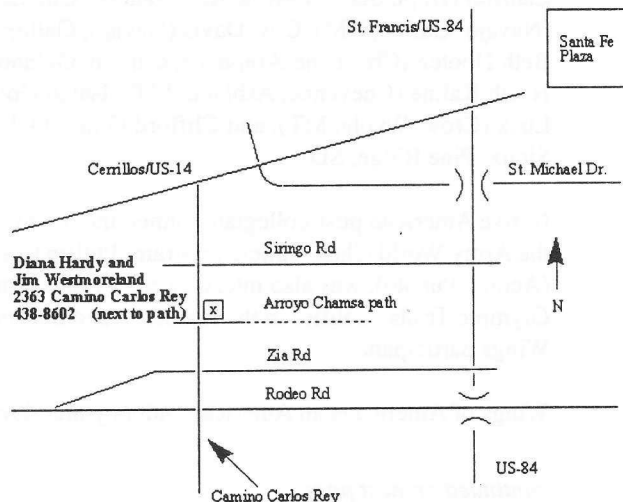 St. Francis/US-84
Santa Fe
Plaza
Cerrillos/US-14
St. Michael Dr.
Siringo Rd
Diana Hardy and
Jim Westmoreland
2363 Camino Carlos Rey
438-8602 (next to path)
x
Arroyo Chamsa path
N
Zia Rd
Rodeo Rd
US-84
Camino Carlos Rey